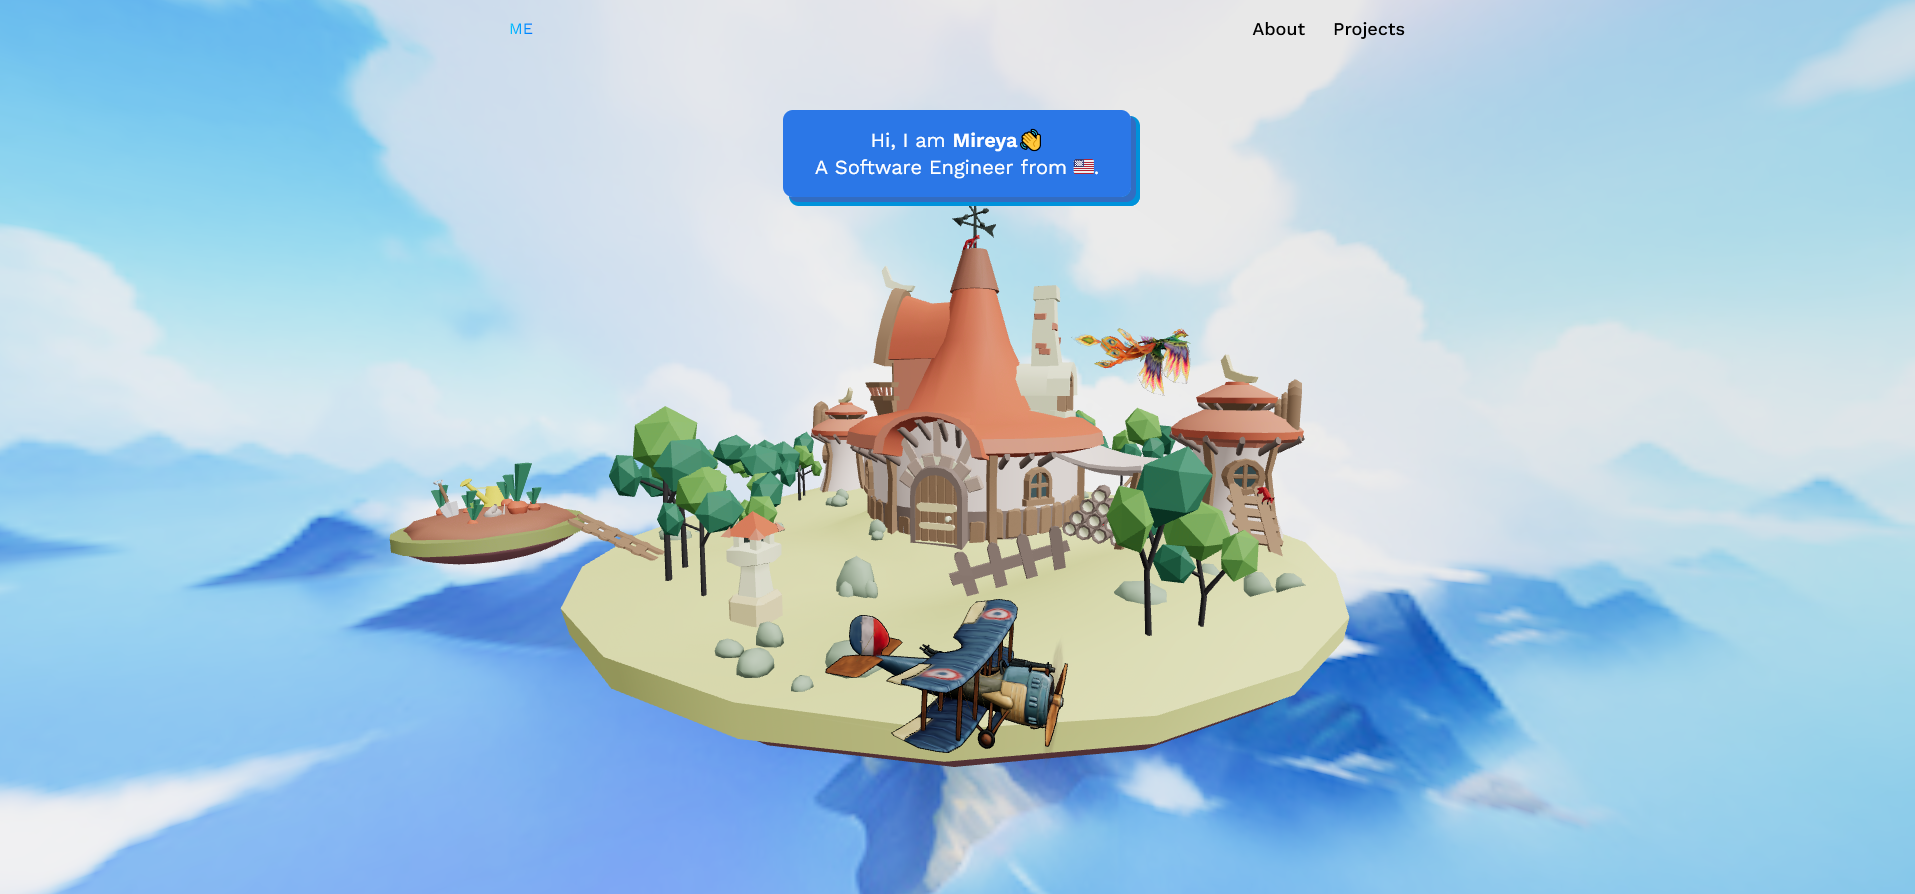 ME
About
Projects
Hi, I am Mireya👋
A Software Engineer from 🇺🇸.